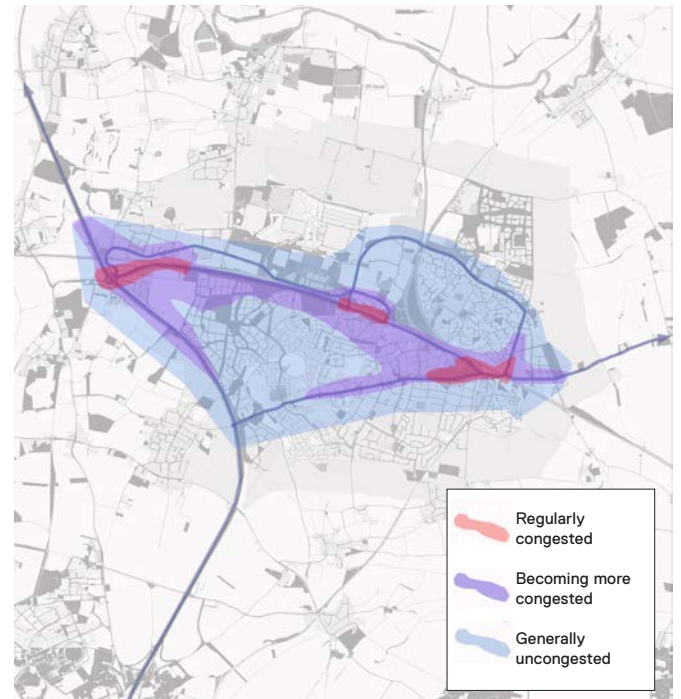 Regularly
congested
Becoming more
congested
Generally
uncongested